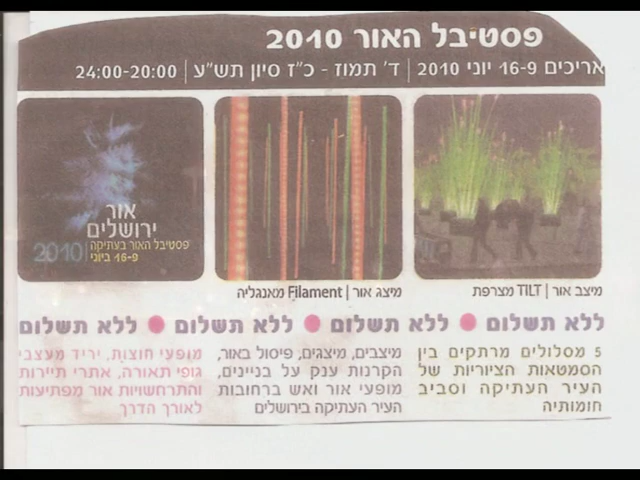 פסטיבל האור 2010
אריכים 16-9 יוני 2010 | ד' תמוז - כ"ז סיון תש"ע | 24:00-20:00
מיצב אור | TILT מצרפת
מיצג אור | Filament מאנגליה
אור
ירושלים
פסטיבל האור בעתיקה
16-9 ביוני
2010
ללא תשלום • ללא תשלום • ללא תשלום • ללא תשלום
5 מסלולים מרתקים בין
הסמטאות הציוריות של
העיר העתיקה וסביב
חומותיה
מיצבים, מיצגים, פיסול באור,
הקרנות ענק על בניינים,
מופעי אור ואש ברחובות
העיר העתיקה בירושלים
מופעי חוצות, יריד מעצבי
גופי תאורה, אתרי תיירות
והתרחשויות אור מפתיעות
לאורך הדרך